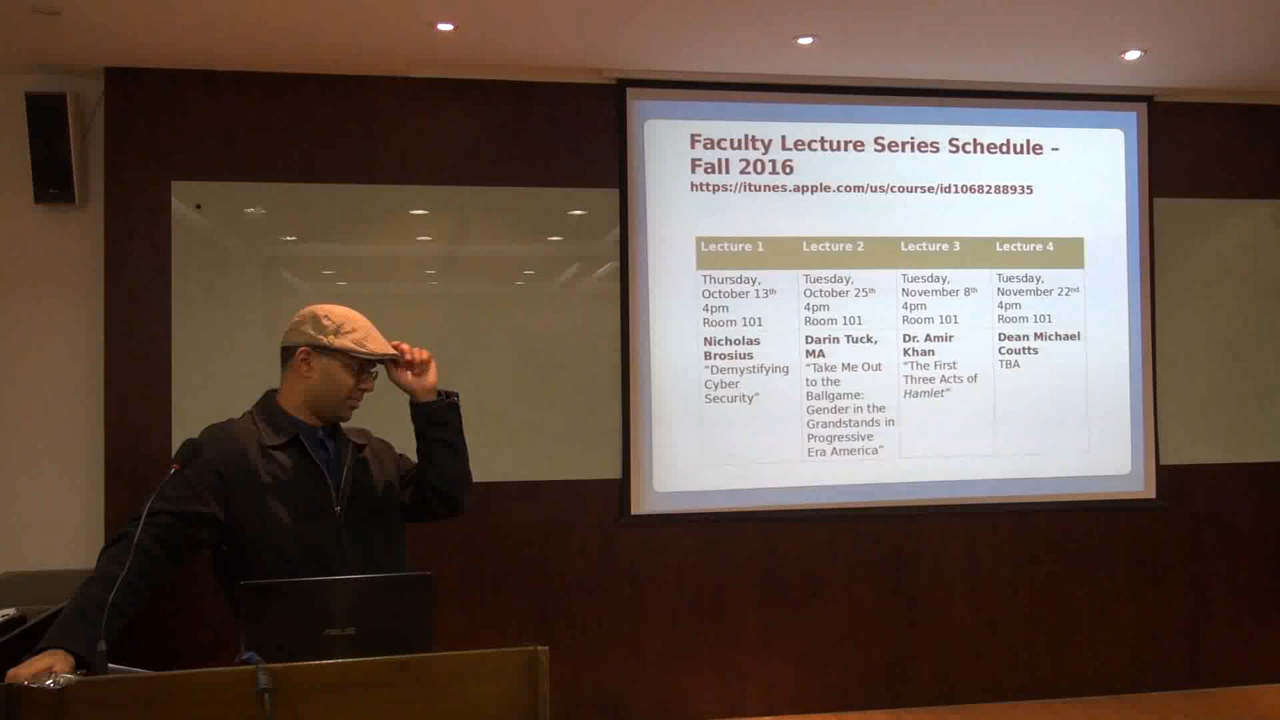 Faculty Lecture Series Schedule –
Fall 2016
https://itunes.apple.com/us/course/id1068288935
Lecture 1
Lecture 2
Lecture 3
Lecture 4
Thursday,
October 13th
4pm
Room 101
Tuesday,
October 25th
4pm
Room 101
Tuesday,
November 8th
4pm
Room 101
Tuesday,
November 22nd
4pm
Room 101
Nicholas
Brosius
“Demystifying
Cyber
Security”
Darin Tuck,
MA
“Take Me Out
to the
Ballgame:
Gender in the
Grandstands in
Progressive
Era America”
Dr. Amir
Khan
“The First
Three Acts of
Hamlet”
Dean Michael
Coutts
TBA
ASUS